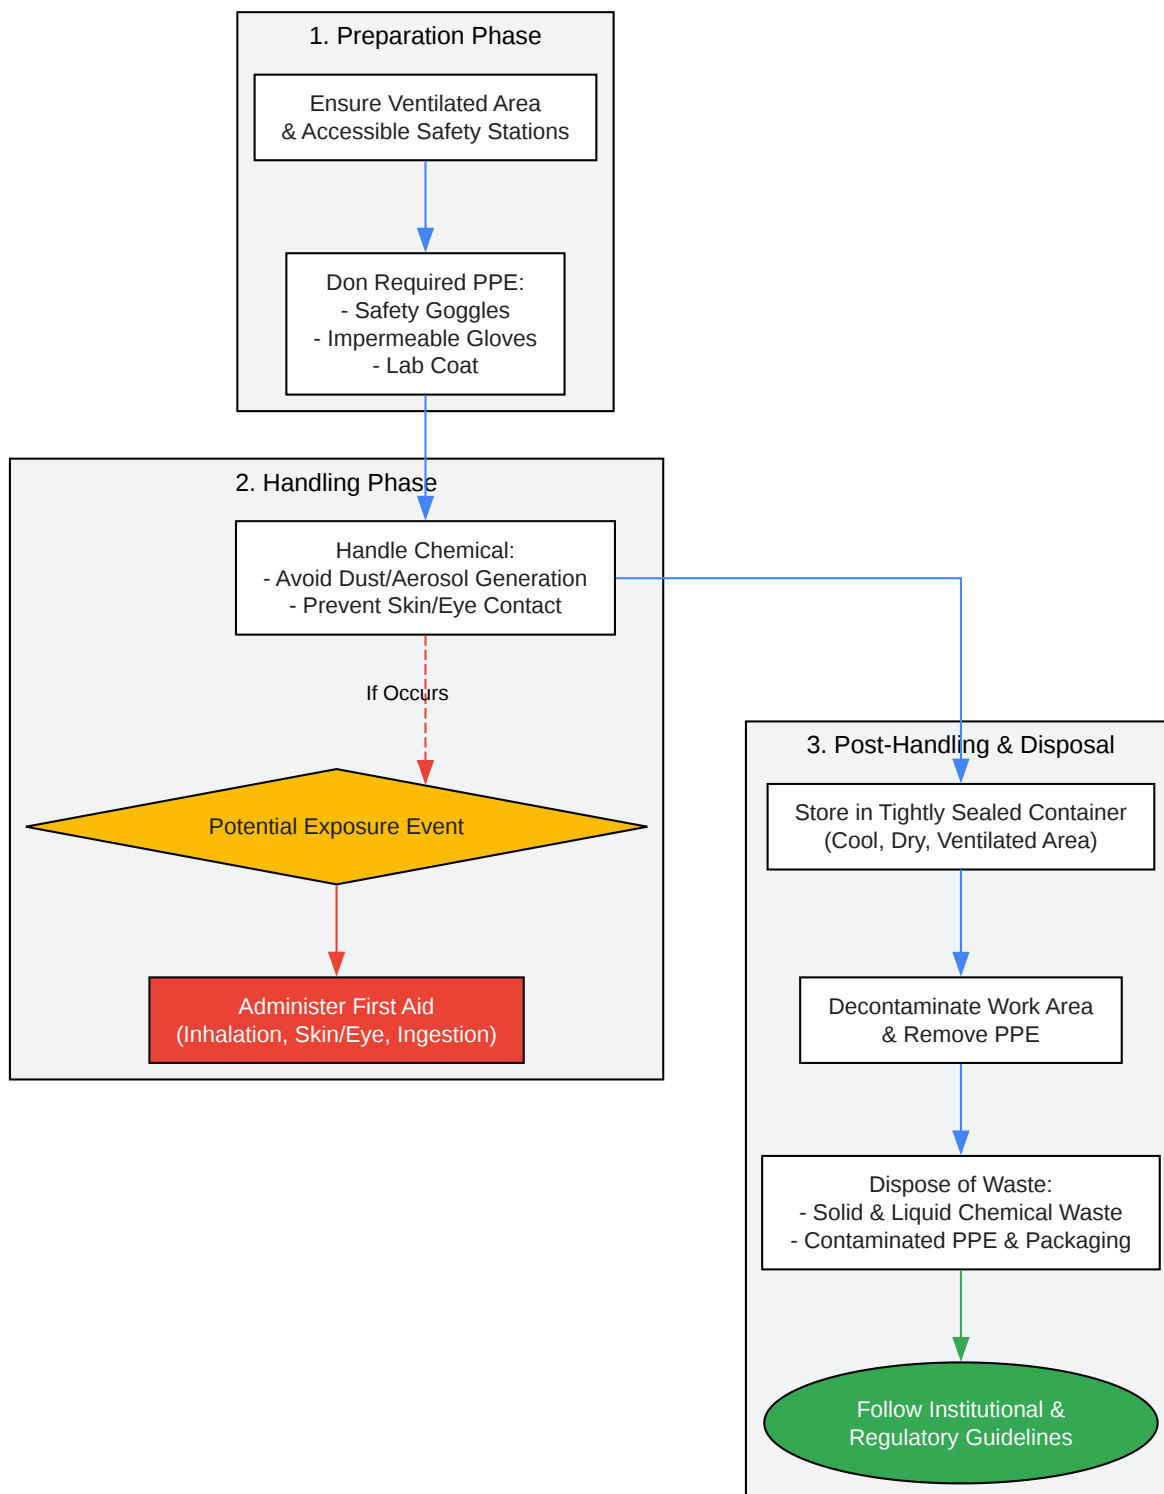 1. Preparation Phase
Ensure Ventilated Area
& Accessible Safety Stations
Don Required PPE:
- Safety Goggles
- Impermeable Gloves
- Lab Coat
2. Handling Phase
Handle Chemical:
- Avoid Dust/Aerosol Generation
- Prevent Skin/Eye Contact
If Occurs
Potential Exposure Event
Administer First Aid
(Inhalation, Skin/Eye, Ingestion)
3. Post-Handling & Disposal
Store in Tightly Sealed Container
(Cool, Dry, Ventilated Area)
Decontaminate Work Area
& Remove PPE
Dispose of Waste:
- Solid & Liquid Chemical Waste
- Contaminated PPE & Packaging
Follow Institutional &
Regulatory Guidelines